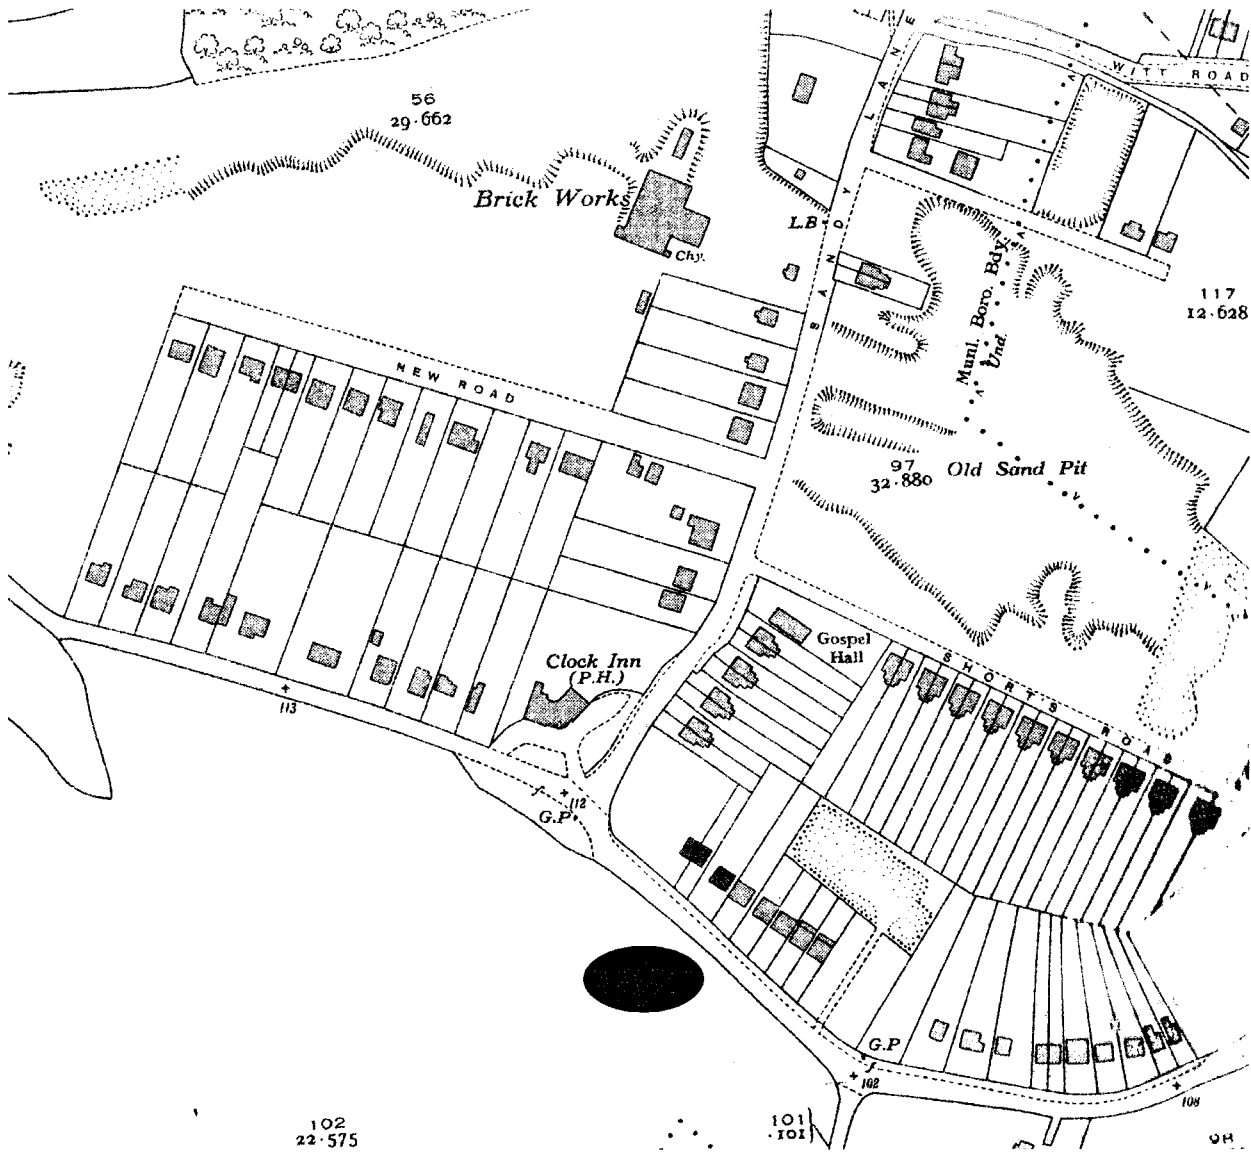 56
29·662
Brick Works
Chy.
L.B
SANDY LANE
WITT ROAD
117
12·628
Munl. Boro. Bdy
Und.
NEW ROAD
97
32·880
Old Sand Pit
Gospel
Hall
SHORTS ROAD
Clock Inn
(P.H.)
113
112
G.P
G.P
102
108
102
22·575
101
·101
98